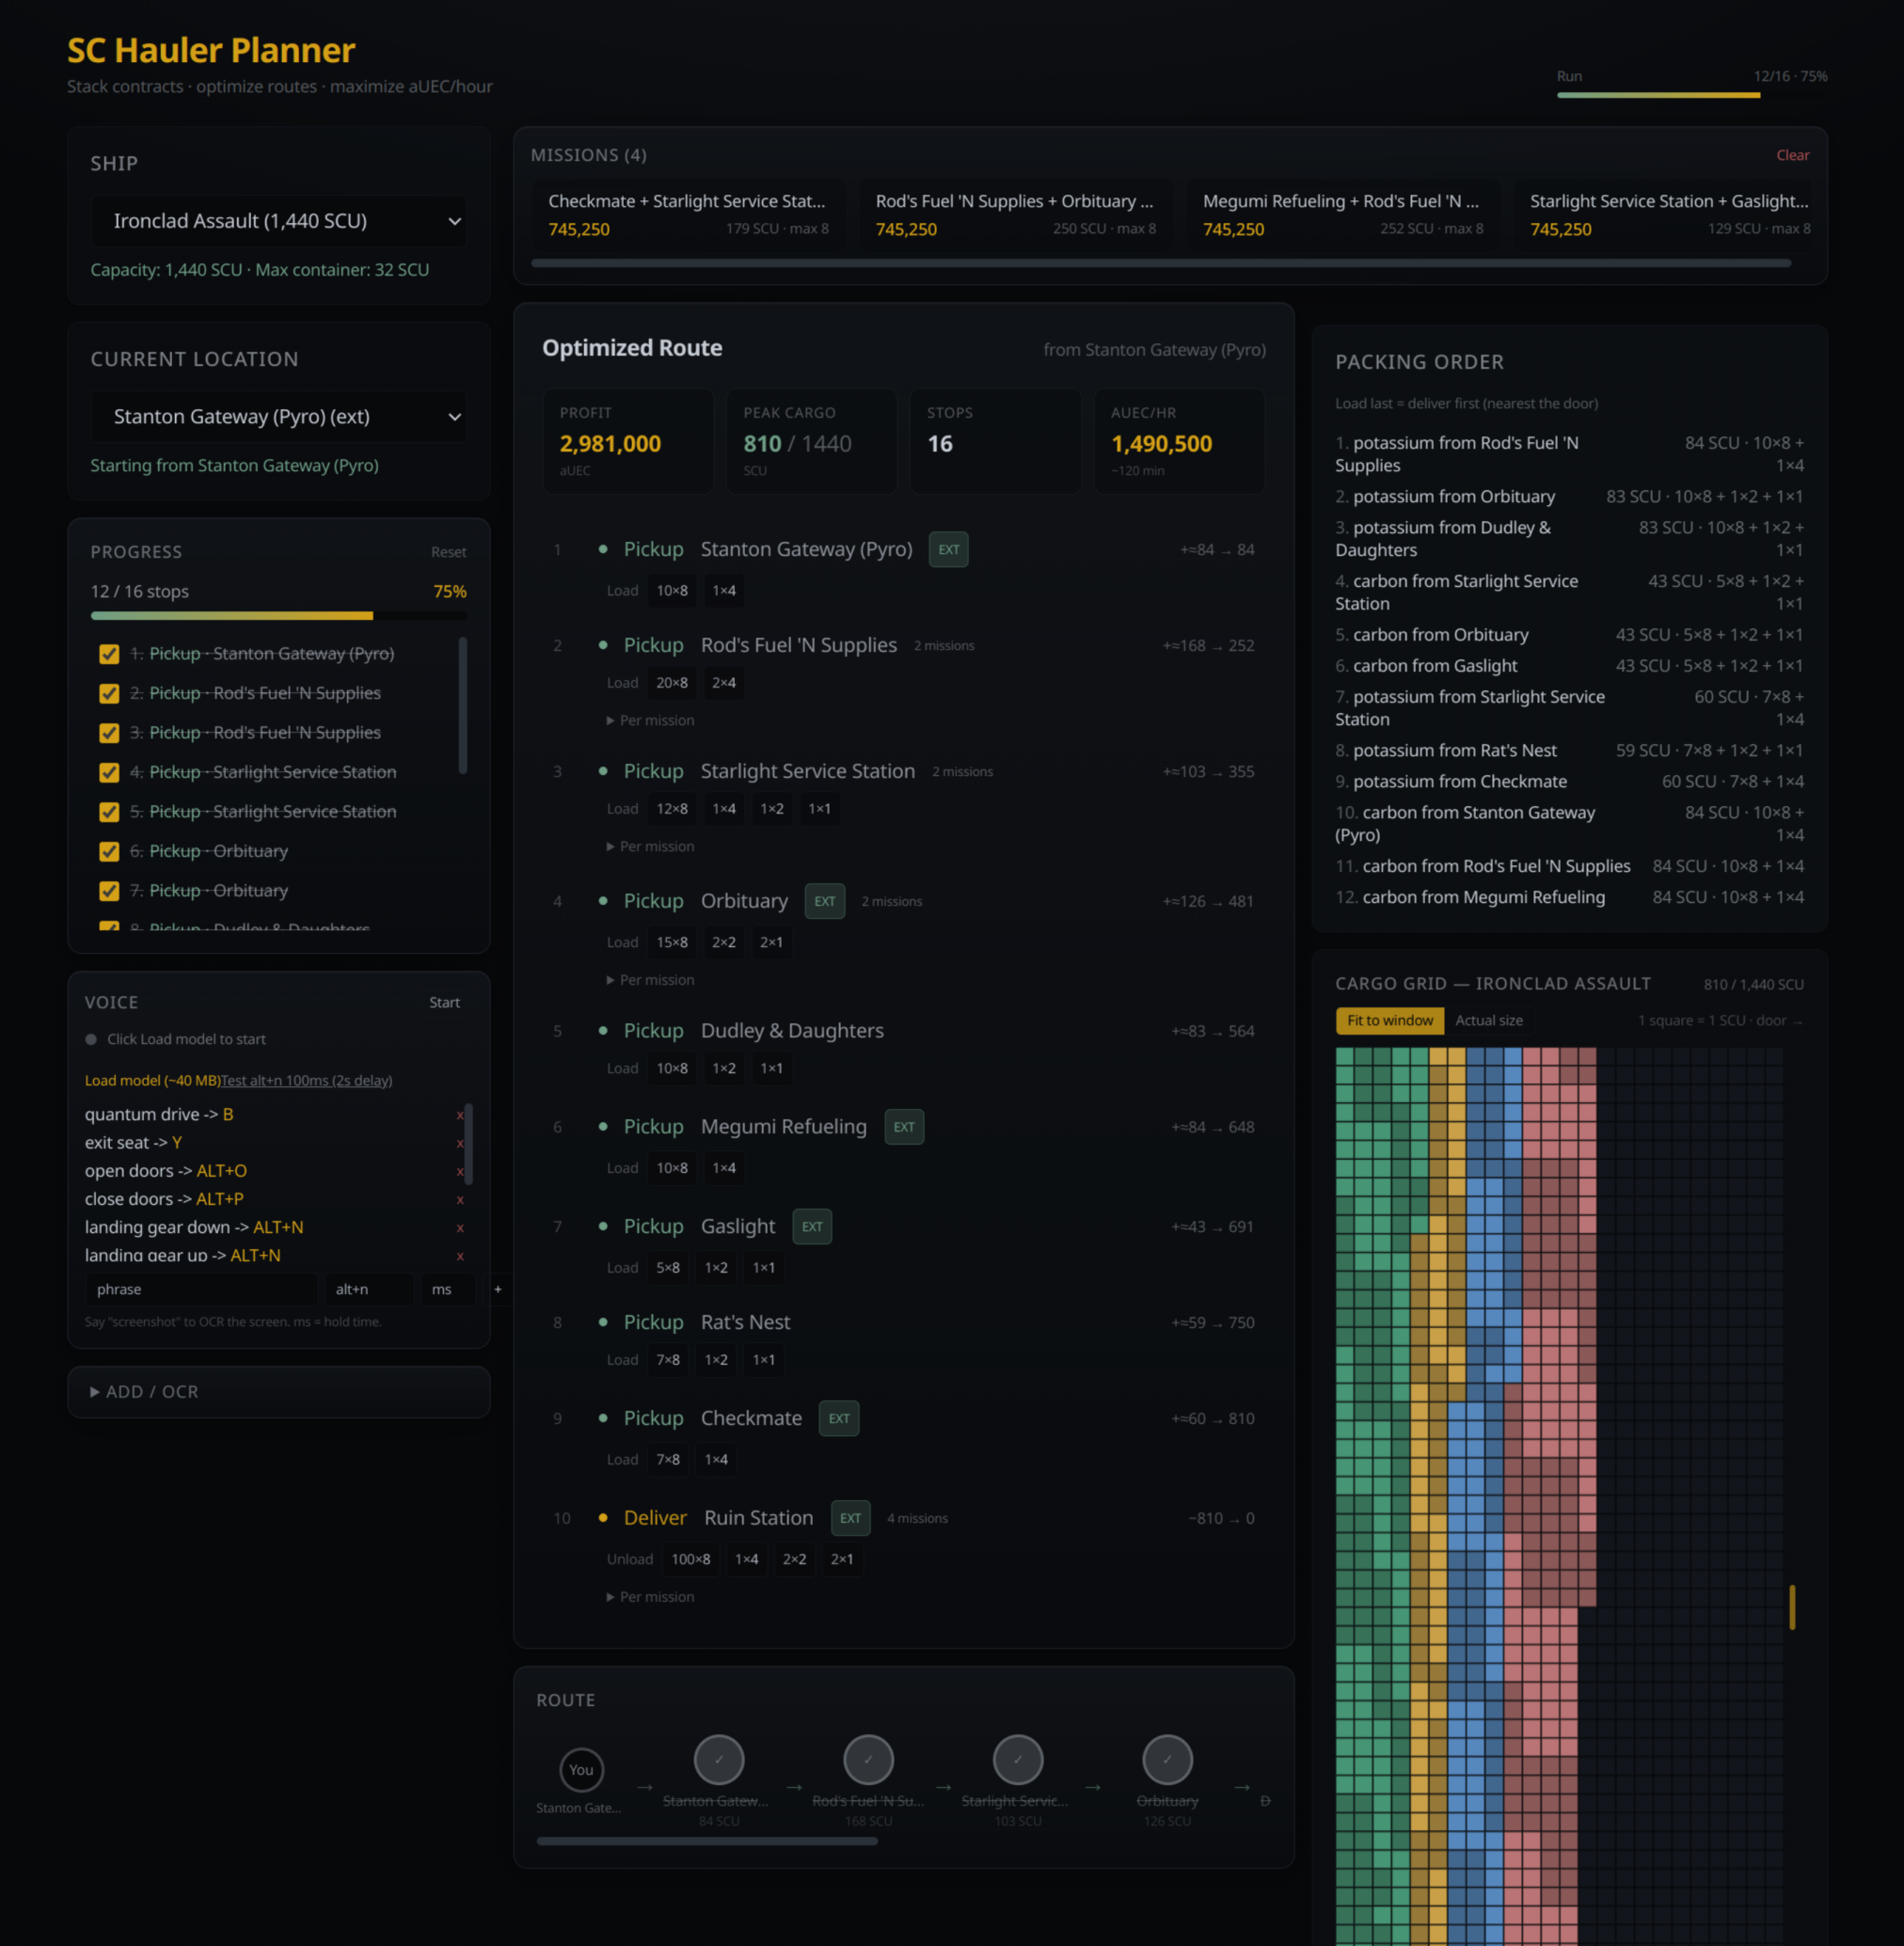 SC Hauler Planner
Stack contracts · optimize routes · maximize aUEC/hour
Run 12/16 · 75%
SHIP
Ironclad Assault (1,440 SCU)
Capacity: 1,440 SCU · Max container: 32 SCU
CURRENT LOCATION
Stanton Gateway (Pyro) (ext)
Starting from Stanton Gateway (Pyro)
PROGRESS Reset
12 / 16 stops 75%
1. Pickup · Stanton Gateway (Pyro)
2. Pickup · Rod's Fuel 'N Supplies
3. Pickup · Rod's Fuel 'N Supplies
4. Pickup · Starlight Service Station
5. Pickup · Starlight Service Station
6. Pickup · Orbituary
7. Pickup · Orbituary
8. Pickup · Dudley & Daughters
VOICE Start
Click Load model to start
Load model (~40 MB)Test alt+n 100ms (2s delay)
quantum drive -> B x
exit seat -> Y x
open doors -> ALT+O x
close doors -> ALT+P x
landing gear down -> ALT+N x
landing gear up -> ALT+N x
phrase alt+n ms +
Say "screenshot" to OCR the screen. ms = hold time.
▶ ADD / OCR
MISSIONS (4) Clear
Checkmate + Starlight Service Stat...
745,250 179 SCU · max 8
Rod's Fuel 'N Supplies + Orbituary ...
745,250 250 SCU · max 8
Megumi Refueling + Rod's Fuel 'N ...
745,250 252 SCU · max 8
Starlight Service Station + Gaslight...
745,250 129 SCU · max 8
Optimized Route from Stanton Gateway (Pyro)
PROFIT
2,981,000
aUEC
PEAK CARGO
810 / 1440
SCU
STOPS
16
AUEC/HR
1,490,500
~120 min
1 Pickup Stanton Gateway (Pyro) EXT +≈84 → 84
Load 10×8 1×4
2 Pickup Rod's Fuel 'N Supplies 2 missions +≈168 → 252
Load 20×8 2×4
▶ Per mission
3 Pickup Starlight Service Station 2 missions +≈103 → 355
Load 12×8 1×4 1×2 1×1
▶ Per mission
4 Pickup Orbituary EXT 2 missions +≈126 → 481
Load 15×8 2×2 2×1
▶ Per mission
5 Pickup Dudley & Daughters +≈83 → 564
Load 10×8 1×2 1×1
6 Pickup Megumi Refueling EXT +≈84 → 648
Load 10×8 1×4
7 Pickup Gaslight EXT +≈43 → 691
Load 5×8 1×2 1×1
8 Pickup Rat's Nest +≈59 → 750
Load 7×8 1×2 1×1
9 Pickup Checkmate EXT +≈60 → 810
Load 7×8 1×4
10 Deliver Ruin Station EXT 4 missions −810 → 0
Unload 100×8 1×4 2×2 2×1
▶ Per mission
ROUTE
You → ✓ → ✓ → ✓ → ✓ →
Stanton Gate... Stanton Gatew... Rod's Fuel 'N Su... Starlight Servic... Orbituary D
84 SCU 168 SCU 103 SCU 126 SCU
PACKING ORDER
Load last = deliver first (nearest the door)
1. potassium from Rod's Fuel 'N 84 SCU · 10×8 +
Supplies 1×4
2. potassium from Orbituary 83 SCU · 10×8 + 1×2 + 1×1
3. potassium from Dudley & 83 SCU · 10×8 + 1×2 +
Daughters 1×1
4. carbon from Starlight Service 43 SCU · 5×8 + 1×2 +
Station 1×1
5. carbon from Orbituary 43 SCU · 5×8 + 1×2 + 1×1
6. carbon from Gaslight 43 SCU · 5×8 + 1×2 + 1×1
7. potassium from Starlight Service 60 SCU · 7×8 +
Station 1×4
8. potassium from Rat's Nest 59 SCU · 7×8 + 1×2 + 1×1
9. potassium from Checkmate 60 SCU · 7×8 + 1×4
10. carbon from Stanton Gateway 84 SCU · 10×8 +
(Pyro) 1×4
11. carbon from Rod's Fuel 'N Supplies 84 SCU · 10×8 + 1×4
12. carbon from Megumi Refueling 84 SCU · 10×8 + 1×4
CARGO GRID — IRONCLAD ASSAULT 810 / 1,440 SCU
Fit to window Actual size 1 square = 1 SCU · door →